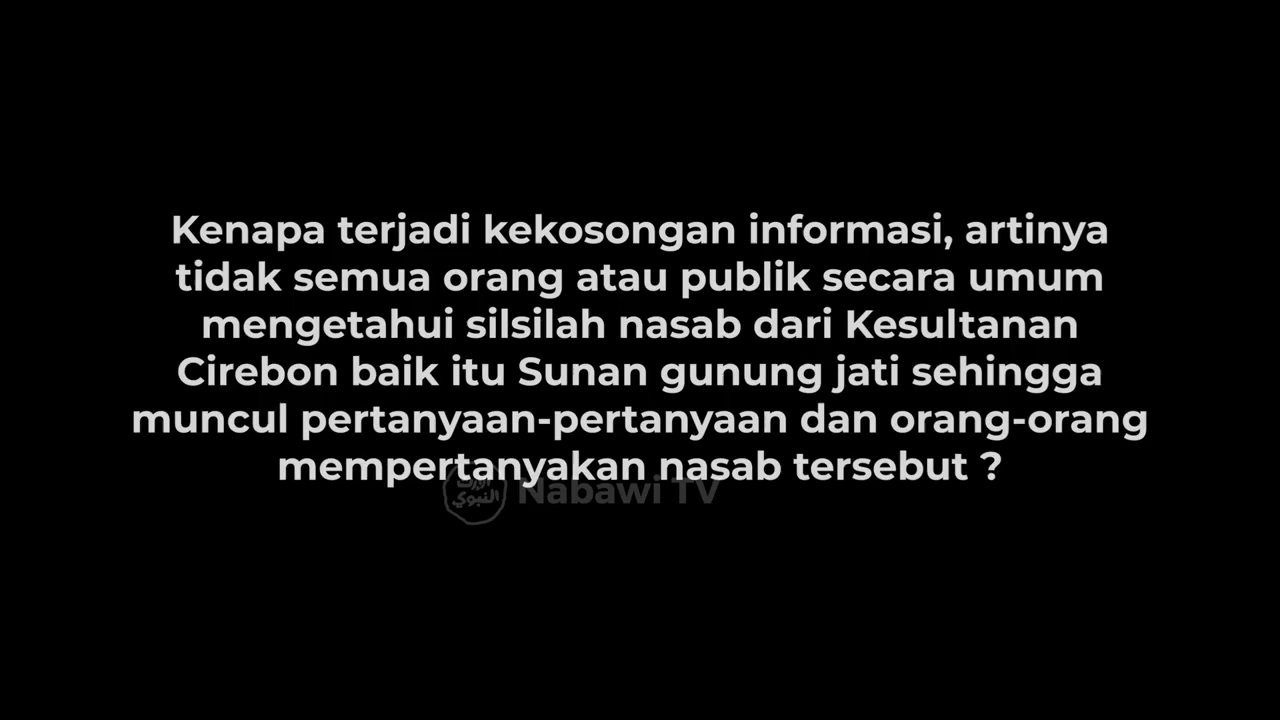 Kenapa terjadi kekosongan informasi, artinya
tidak semua orang atau publik secara umum
mengetahui silsilah nasab dari Kesultanan
Cirebon baik itu Sunan gunung jati sehingga
muncul pertanyaan-pertanyaan dan orang-orang
mempertanyakan nasab tersebut ?
النبوي
Nabawi TV